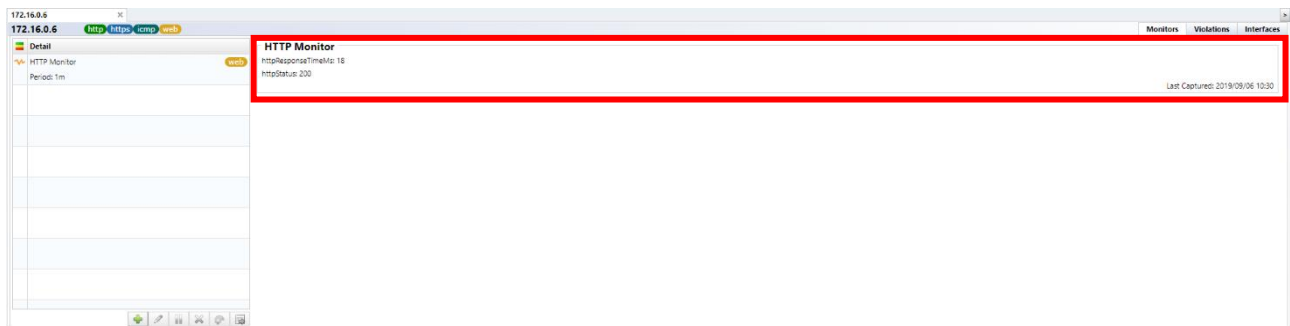 172.16.0.6
172.16.0.6 http https icmp web
Monitors Violations Interfaces
Detail
HTTP Monitor web
Period: 1m
HTTP Monitor
httpResponseTimeMs: 18
httpStatus: 200
Last Captured: 2019/09/06 10:30